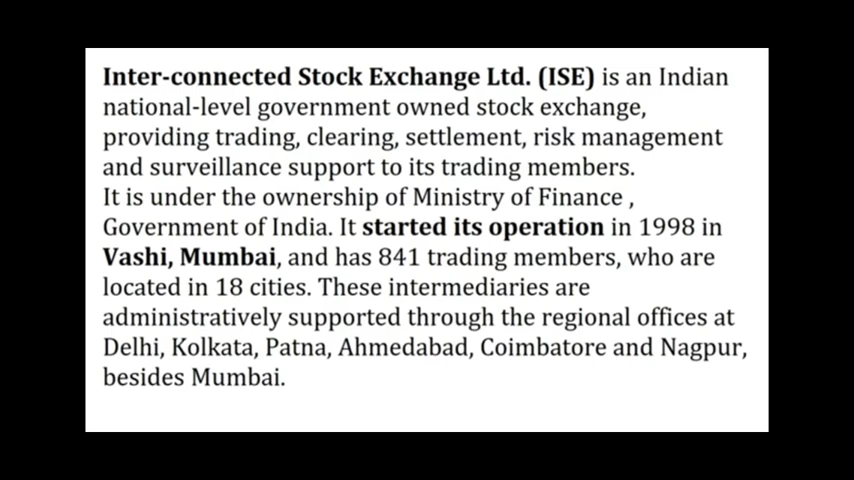 Inter-connected Stock Exchange Ltd. (ISE) is an Indian
national-level government owned stock exchange,
providing trading, clearing, settlement, risk management
and surveillance support to its trading members.
It is under the ownership of Ministry of Finance ,
Government of India. It started its operation in 1998 in
Vashi, Mumbai, and has 841 trading members, who are
located in 18 cities. These intermediaries are
administratively supported through the regional offices at
Delhi, Kolkata, Patna, Ahmedabad, Coimbatore and Nagpur,
besides Mumbai.